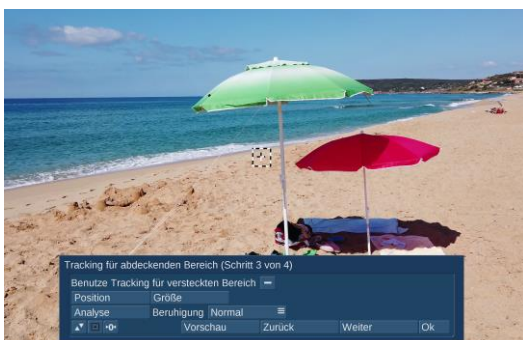 Tracking für abdeckenden Bereich (Schritt 3 von 4)
Benutze Tracking für versteckten Bereich
Position Größe
Analyse Beruhigung Normal
Vorschau Zurück Weiter Ok